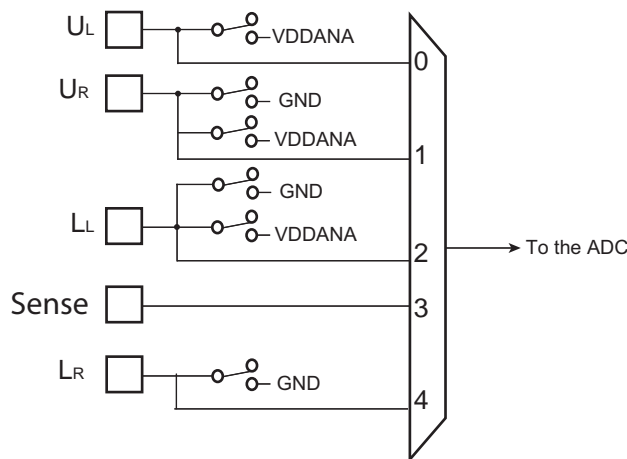 UL
VDDANA
0
UR
GND
VDDANA
1
GND
LL
VDDANA
2
To the ADC
Sense
3
LR
GND
4